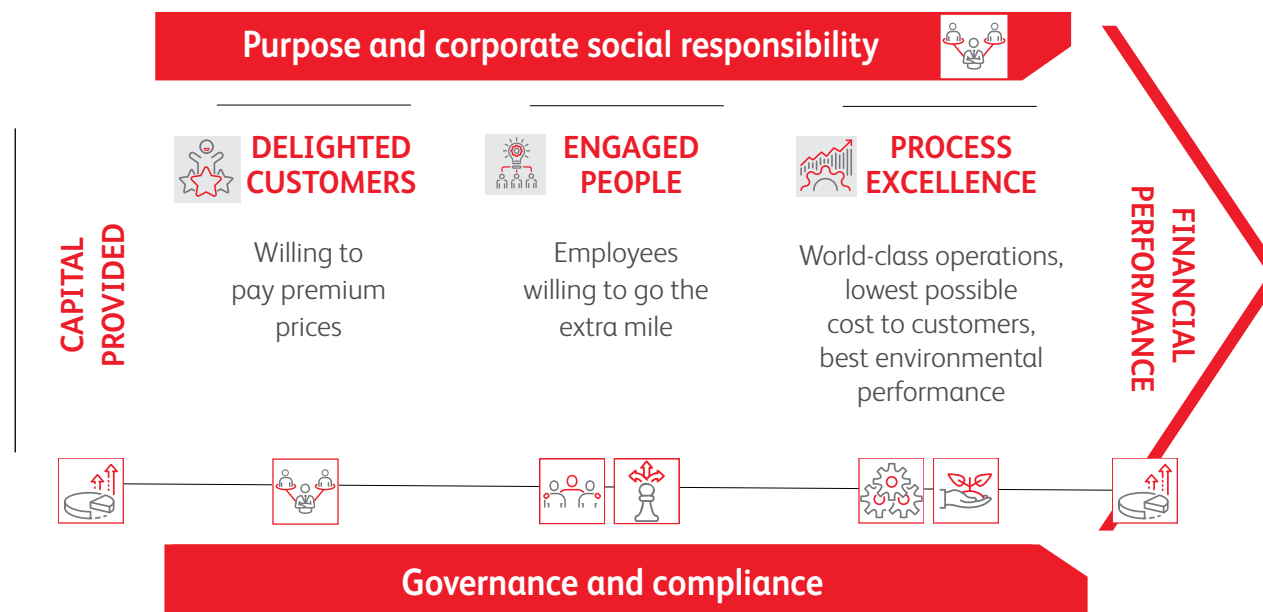 Purpose and corporate social responsibility
CAPITAL
PROVIDED
DELIGHTED
CUSTOMERS
Willing to
pay premium
prices
ENGAGED
PEOPLE
Employees
willing to go the
extra mile
PROCESS
EXCELLENCE
World-class operations,
lowest possible
cost to customers,
best environmental
performance
FINANCIAL
PERFORMANCE
Governance and compliance